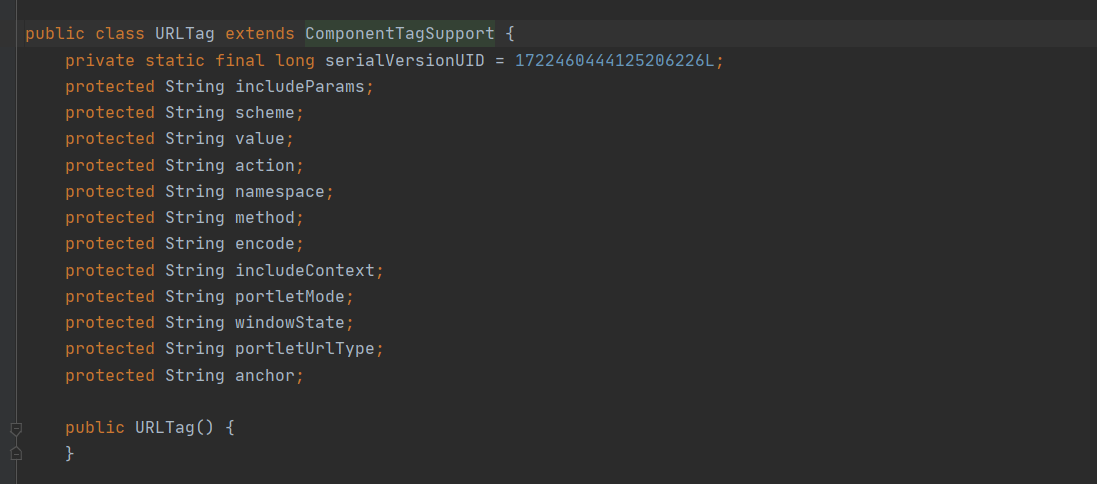 public class URLTag extends ComponentTagSupport {
    private static final long serialVersionUID = 1722460444125206226L;
    protected String includeParams;
    protected String scheme;
    protected String value;
    protected String action;
    protected String namespace;
    protected String method;
    protected String encode;
    protected String includeContext;
    protected String portletMode;
    protected String windowState;
    protected String portletUrlType;
    protected String anchor;
    public URLTag() {
    }